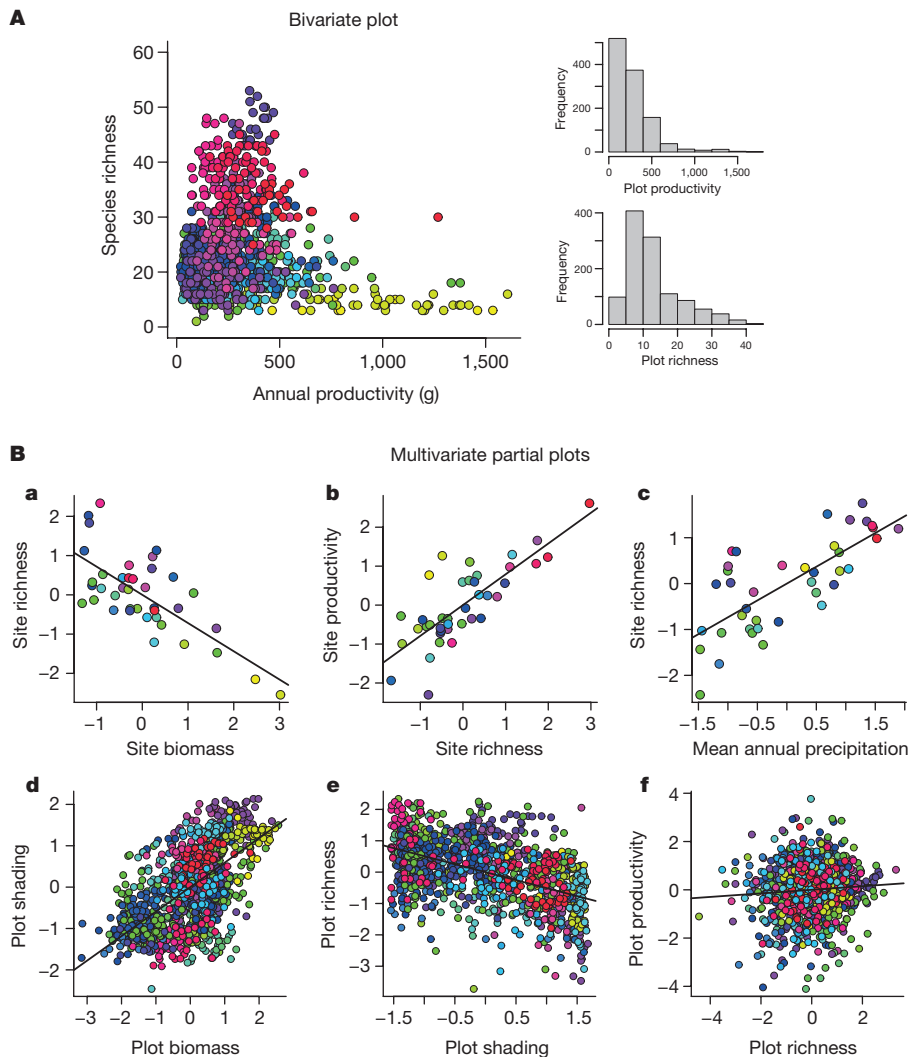 A
Bivariate plot
60
50
40
30
20
10
0
Species richness
0 500 1,000 1,500
Annual productivity (g)
400
200
0
Frequency
0 500 1,000 1,500
Plot productivity
400
200
0
Frequency
0 10 20 30 40
Plot richness
B
Multivariate partial plots
a
2
1
0
−1
−2
Site richness
−1 0 1 2 3
Site biomass
b
2
1
0
−1
−2
Site productivity
−1 0 1 2 3
Site richness
c
2
1
0
−1
−2
Site richness
−1.5 −0.5 0.5 1.5
Mean annual precipitation
d
2
1
0
−1
−2
Plot shading
−3 −2 −1 0 1 2
Plot biomass
e
2
1
0
−1
−3
Plot richness
−1.5 −0.5 0.5 1.5
Plot shading
f
4
2
0
−2
−4
Plot productivity
−4 −2 0 2
Plot richness